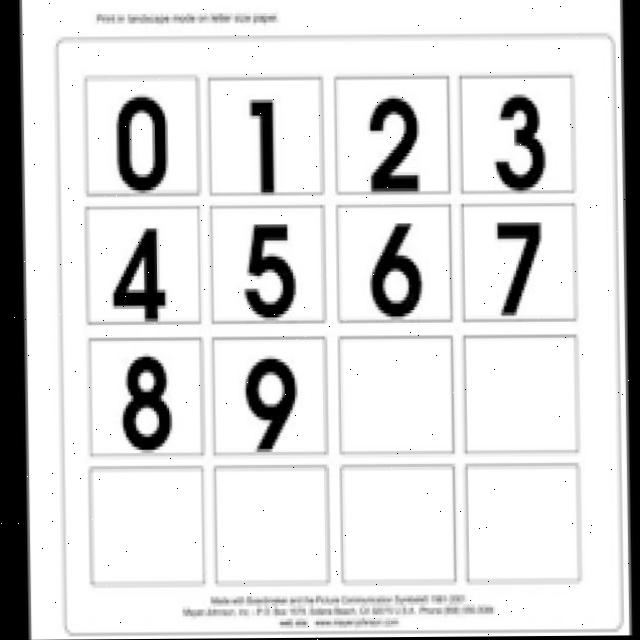 Print in landscape mode on letter size paper.
0 1 2 3
4 5 6 7
8 9
Made with Boardmaker and the Picture Communication Symbols© 1981-2001
Mayer-Johnson, Inc. - P.O. Box 1579, Solana Beach, CA 92075 U.S.A. Phone (858)
web site: www.mayer-johnson.com